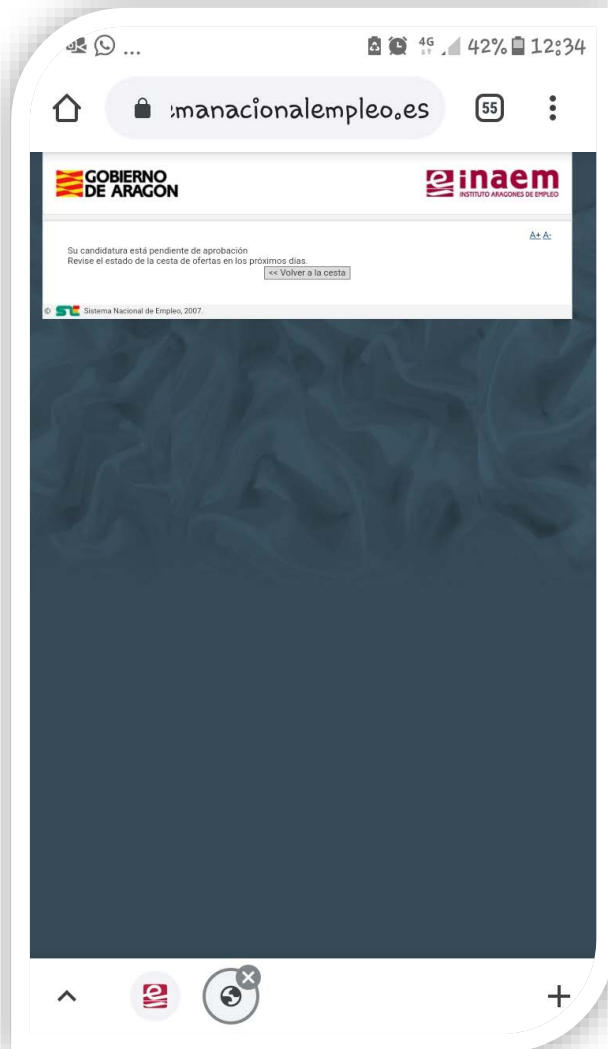 ... 4G 42% 12:34
manacionalempleo.es 55
GOBIERNO
DE ARAGON
inaem
INSTITUTO ARAGONES DE EMPLEO
A+ A-
Su candidatura está pendiente de aprobación
Revise el estado de la cesta de ofertas en los próximos días.
<< Volver a la cesta
© Sistema Nacional de Empleo, 2007.